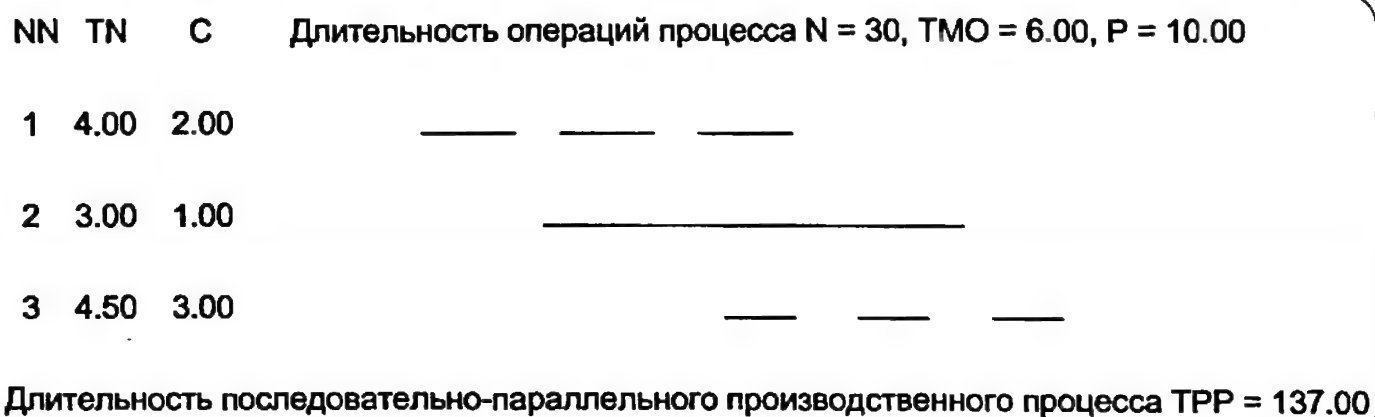 NN TN C Длительность операций процесса N = 30, TMO = 6.00, P = 10.00
1 4.00 2.00
2 3.00 1.00
3 4.50 3.00
Длительность последовательно-параллельного производственного процесса TPP = 137.00